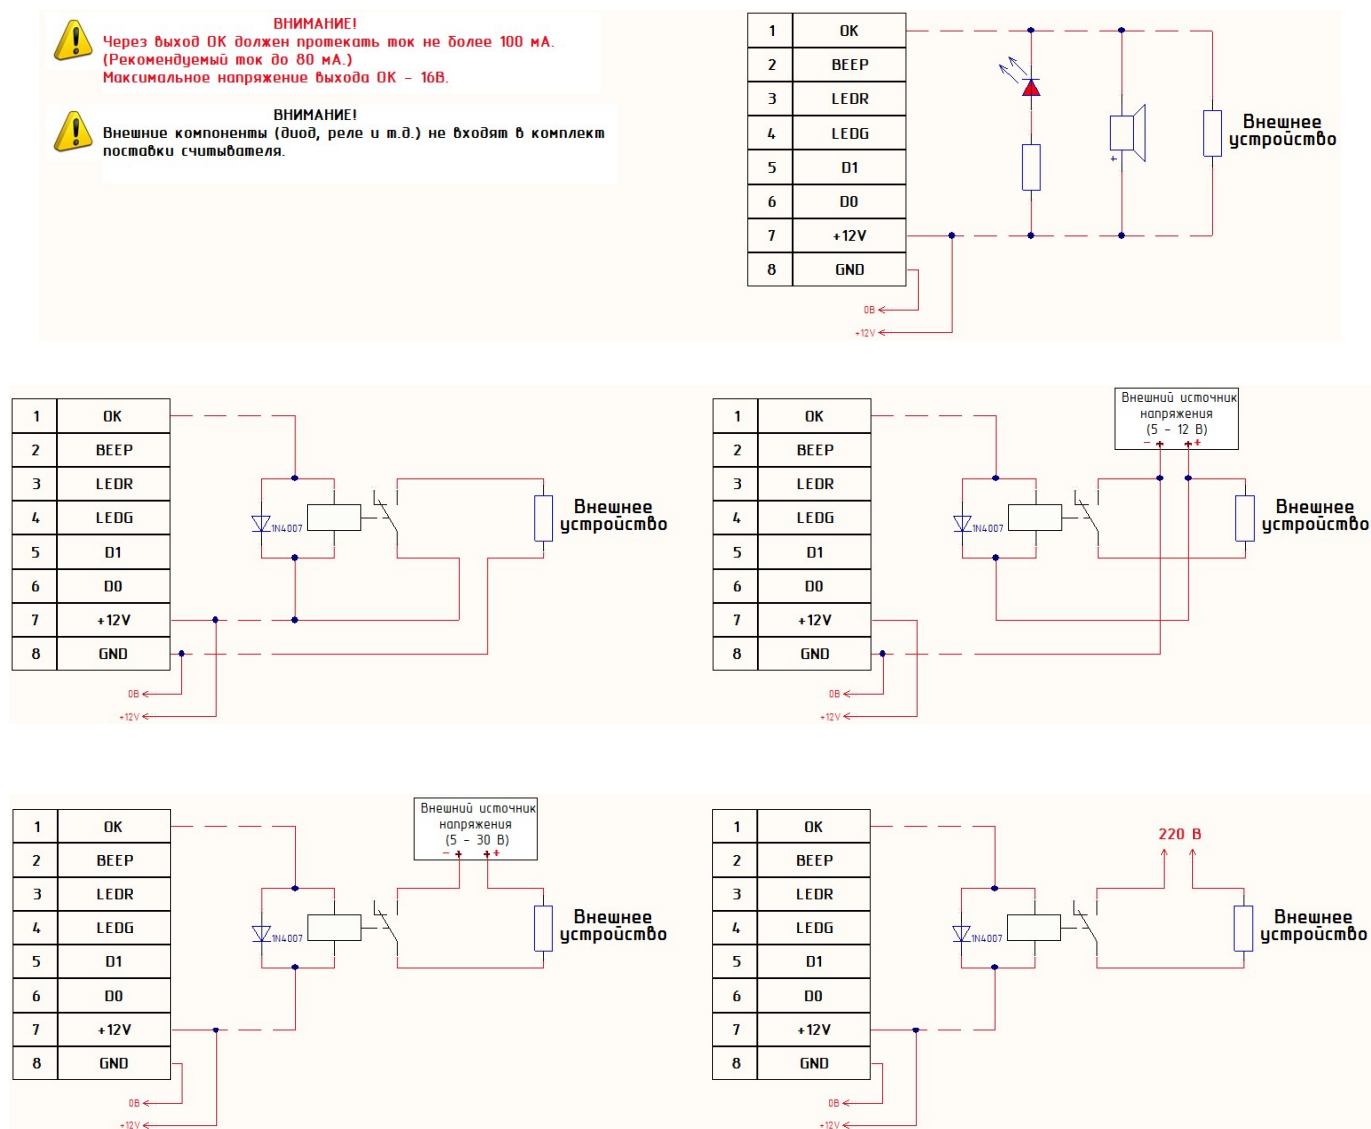 ВНИМАНИЕ!
Через выход ОК должен протекать ток не более 100 мА.
(Рекомендуемый ток до 80 мА.)
Максимальное напряжение выхода ОК - 16В.
ВНИМАНИЕ!
Внешние компоненты (диод, реле и т.д.) не входят в комплект
поставки считывателя.
1 OK
2 BEEP
3 LEDR
4 LEDG
5 D1
6 D0
7 +12V
8 GND
0В
+12V
+
Внешнее
устройство
1 OK
2 BEEP
3 LEDR
4 LEDG
5 D1
6 D0
7 +12V
8 GND
0В
+12V
1N4007
Внешнее
устройство
1 OK
2 BEEP
3 LEDR
4 LEDG
5 D1
6 D0
7 +12V
8 GND
0В
+12V
1N4007
Внешний источник
напряжения
(5 - 12 В)
- +
Внешнее
устройство
1 OK
2 BEEP
3 LEDR
4 LEDG
5 D1
6 D0
7 +12V
8 GND
0В
+12V
1N4007
Внешний источник
напряжения
(5 - 30 В)
- +
Внешнее
устройство
1 OK
2 BEEP
3 LEDR
4 LEDG
5 D1
6 D0
7 +12V
8 GND
0В
+12V
1N4007
220 В
Внешнее
устройство